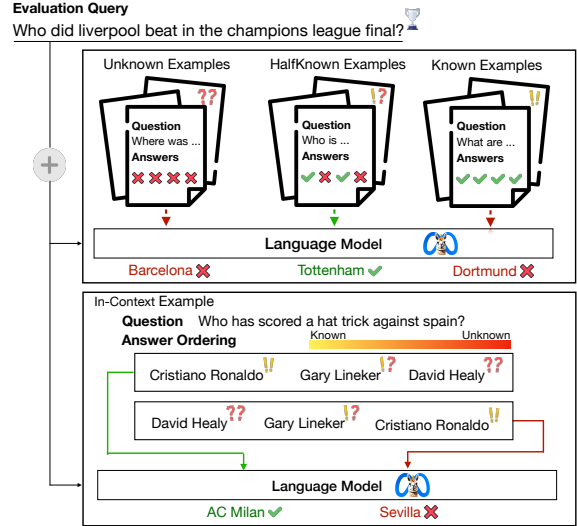 Evaluation Query
Who did liverpool beat in the champions league final?
Unknown Examples HalfKnown Examples Known Examples
?? !? !!
Question Question Question
Where was ... Who is ... What are ...
Answers Answers Answers
Language Model
Barcelona Tottenham Dortmund
In-Context Example
Question Who has scored a hat trick against spain?
Answer Ordering Known Unknown
Cristiano Ronaldo!! Gary Lineker!? David Healy??
David Healy?? Gary Lineker!? Cristiano Ronaldo!!
Language Model
AC Milan Sevilla